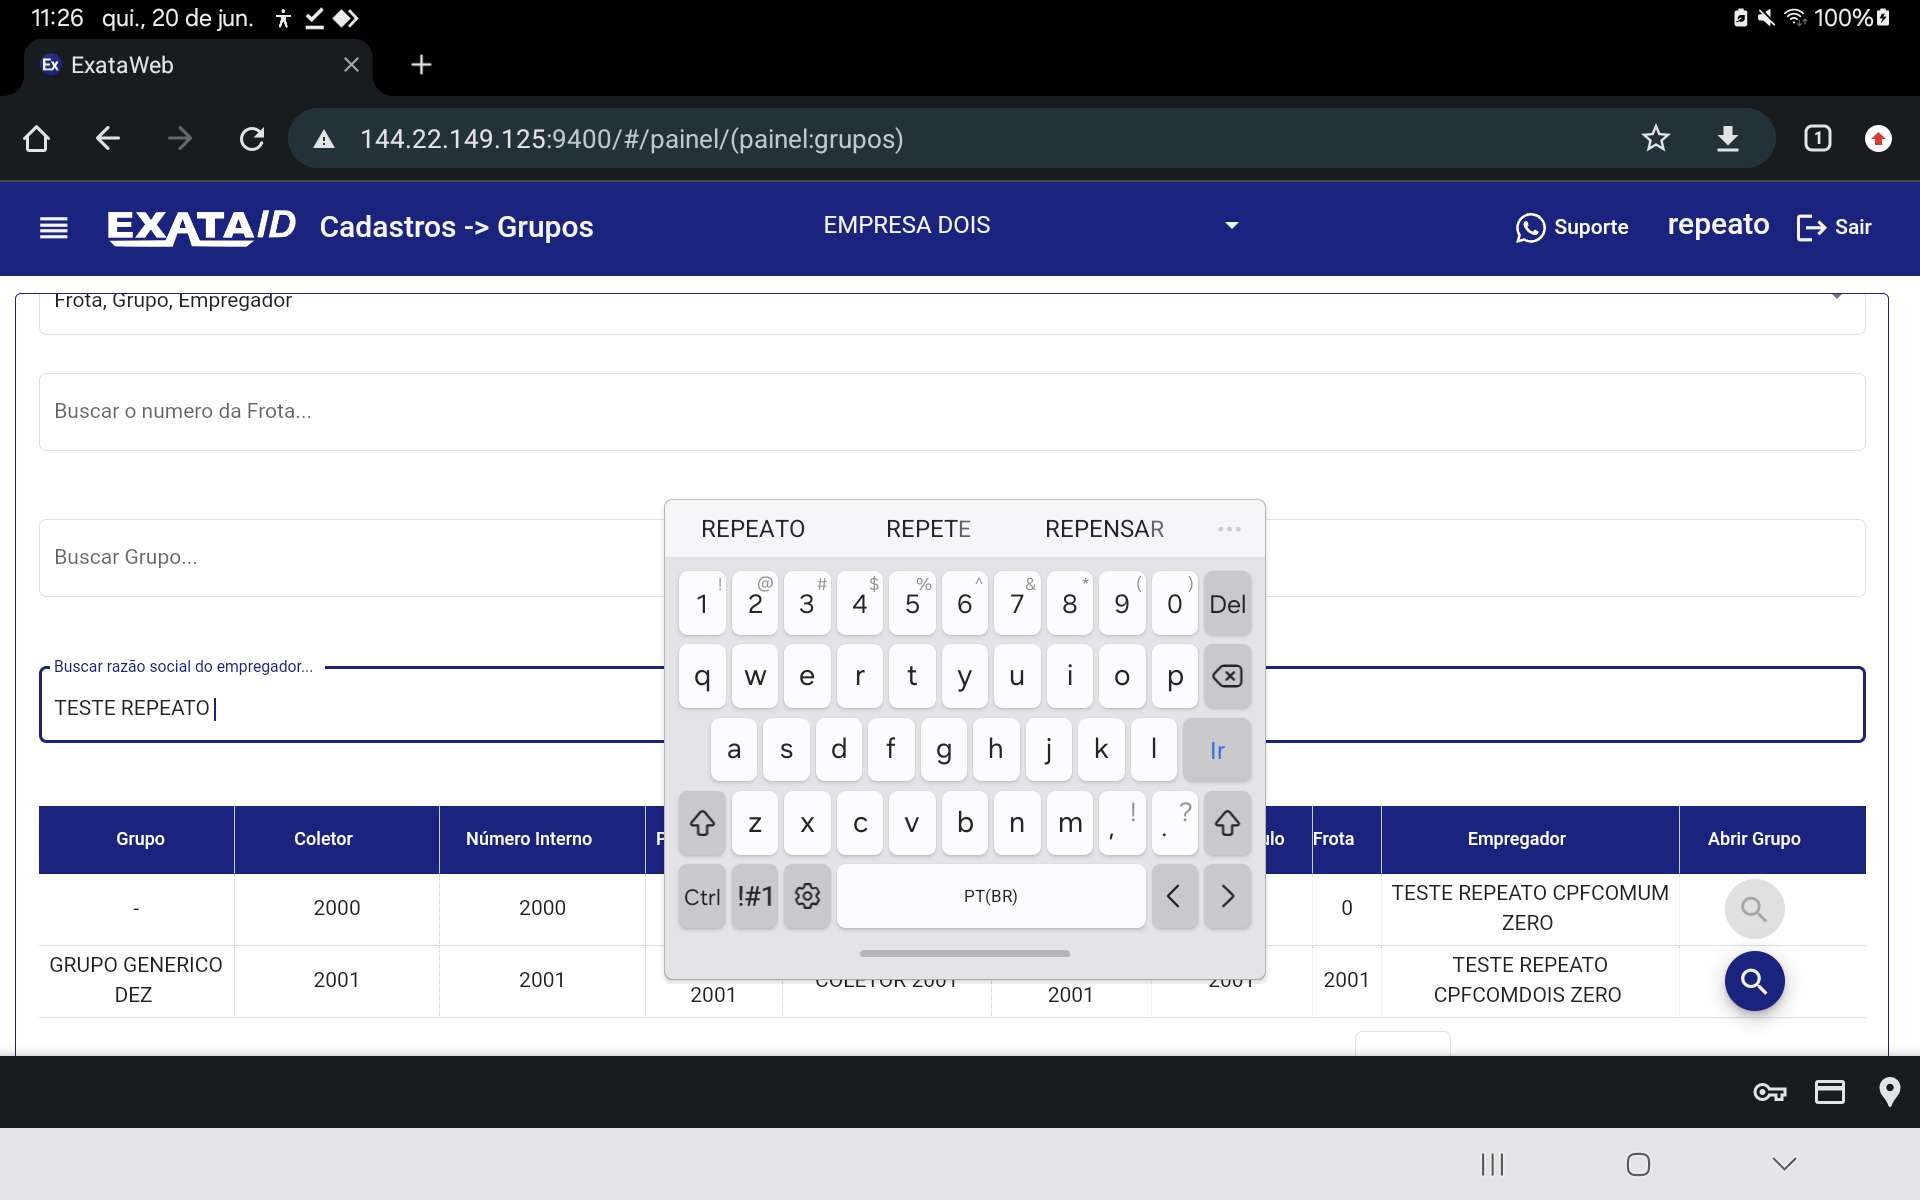 11:26 qui., 20 de jun. 100%
Ex ExataWeb
144.22.149.125:9400/#/painel/(painel:grupos) 1
EXATA/ID Cadastros -> Grupos EMPRESA DOIS Suporte repeato Sair
Frota, Grupo, Empregador
Buscar o numero da Frota...
Buscar Grupo...
Buscar razão social do empregador...
TESTE REPEATO
REPEATO REPETE REPENSAR ...
! @ # $ % ^ & * ( )
1 2 3 4 5 6 7 8 9 0 Del
q w e r t y u i o p
a s d f g h j k l Ir
z x c v b n m , ! . ?
Ctrl !#1 PT(BR) < >
Grupo Coletor Número Interno Frota Empregador Abrir Grupo
- 2000 2000 0 TESTE REPEATO CPFCOMUM
ZERO
GRUPO GENERICO
DEZ 2001 2001 2001 COLETOR 2001 2001 2001 2001 TESTE REPEATO
CPFCOMDOIS ZERO